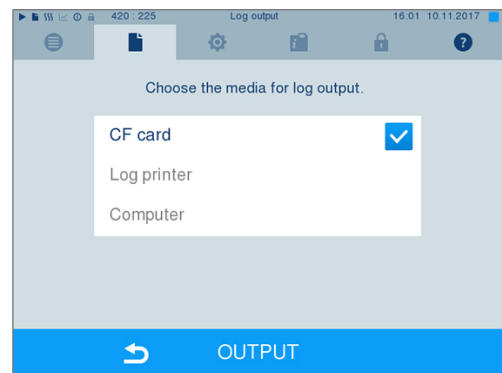 420 : 225 Log output 16:01 10.11.2017
Choose the media for log output.
CF card
Log printer
Computer
OUTPUT